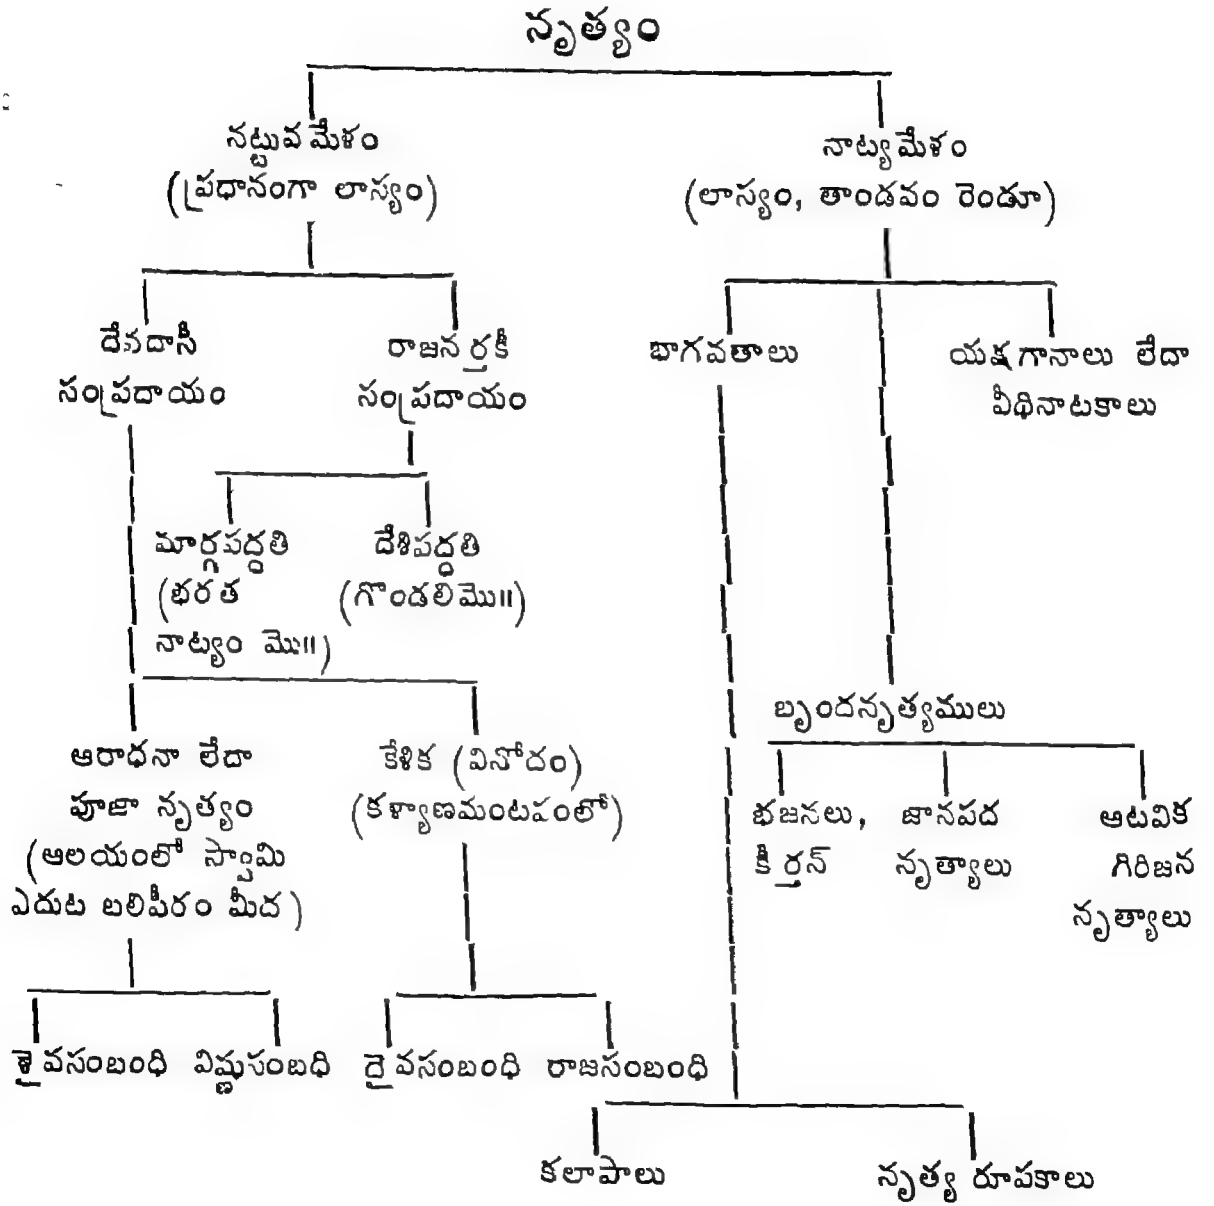 నృత్యం
నట్టువమేళం
(ప్రధానంగా లాస్యం)
నాట్యమేళం
(లాస్యం, తాండవం రెండూ)
దేవదాసీ
సంప్రదాయం
రాజనర్తకీ
సంప్రదాయం
భాగవతాలు
యక్షగానాలు లేదా
వీథినాటకాలు
మార్గపద్ధతి
(భరత
నాట్యం మొ॥)
దేశిపద్ధతి
(గొండలిమొ॥)
బృందనృత్యములు
ఆరాధనా లేదా
పూజా నృత్యం
(ఆలయంలో స్వామి
ఎదుట బలిపీఠం మీద)
కేళిక (వినోదం)
(కళ్యాణమంటపంలో)
భజనలు,
కీర్తన్
జానపద
నృత్యాలు
ఆటవిక
గిరిజన
నృత్యాలు
శైవసంబంధి విష్ణుసంబధి దైవసంబంధి రాజసంబంధి
కలాపాలు
నృత్య రూపకాలు